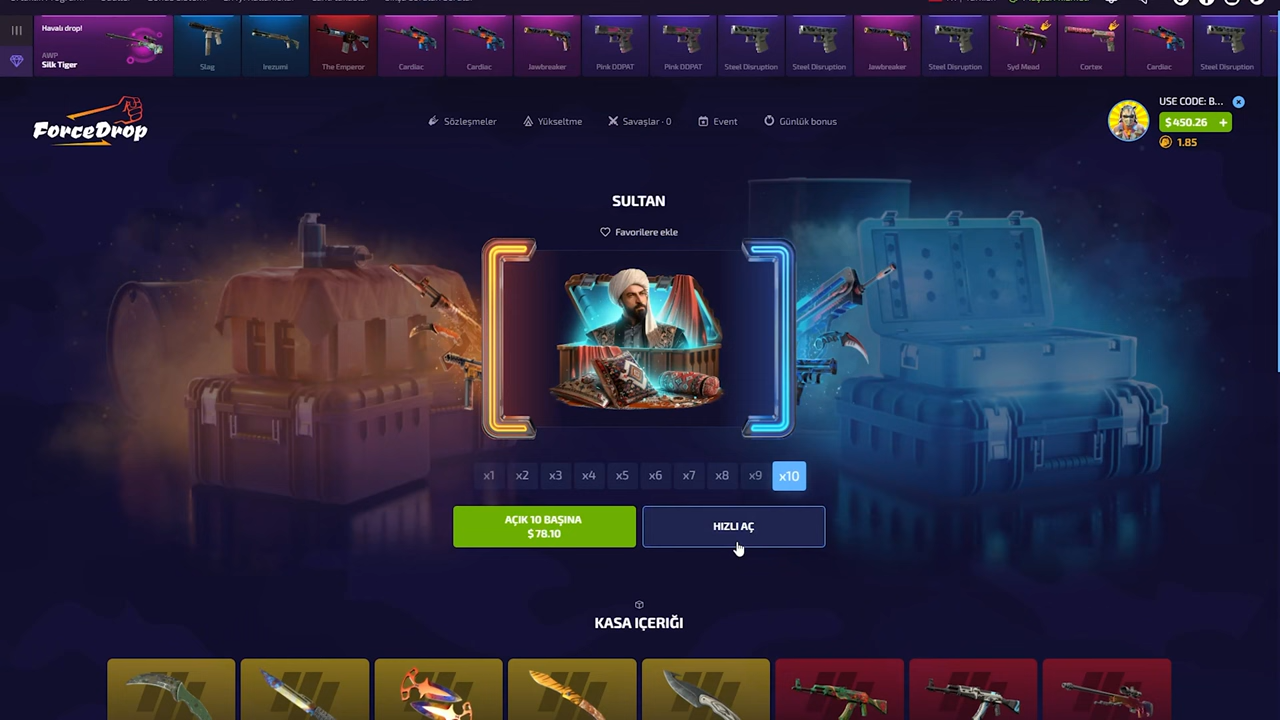 Havalı drop!
AWP
Silk Tiger
Slag
Irezumi
The Emperor
Cardiac
Cardiac
Jawbreaker
Pink DDPAT
Pink DDPAT
Steel Disruption
Steel Disruption
Jawbreaker
Steel Disruption
Syd Mead
Cortex
Cardiac
Steel Disruption
ForceDrop
Sözleşmeler
Yükseltme
Savaşlar · 0
Event
Günlük bonus
USE CODE: B...
$450.26 +
1.85
SULTAN
Favorilere ekle
x1 x2 x3 x4 x5 x6 x7 x8 x9 x10
AÇIK 10 BAŞINA
$ 78.10
HIZLI AÇ
KASA IÇERIĞI